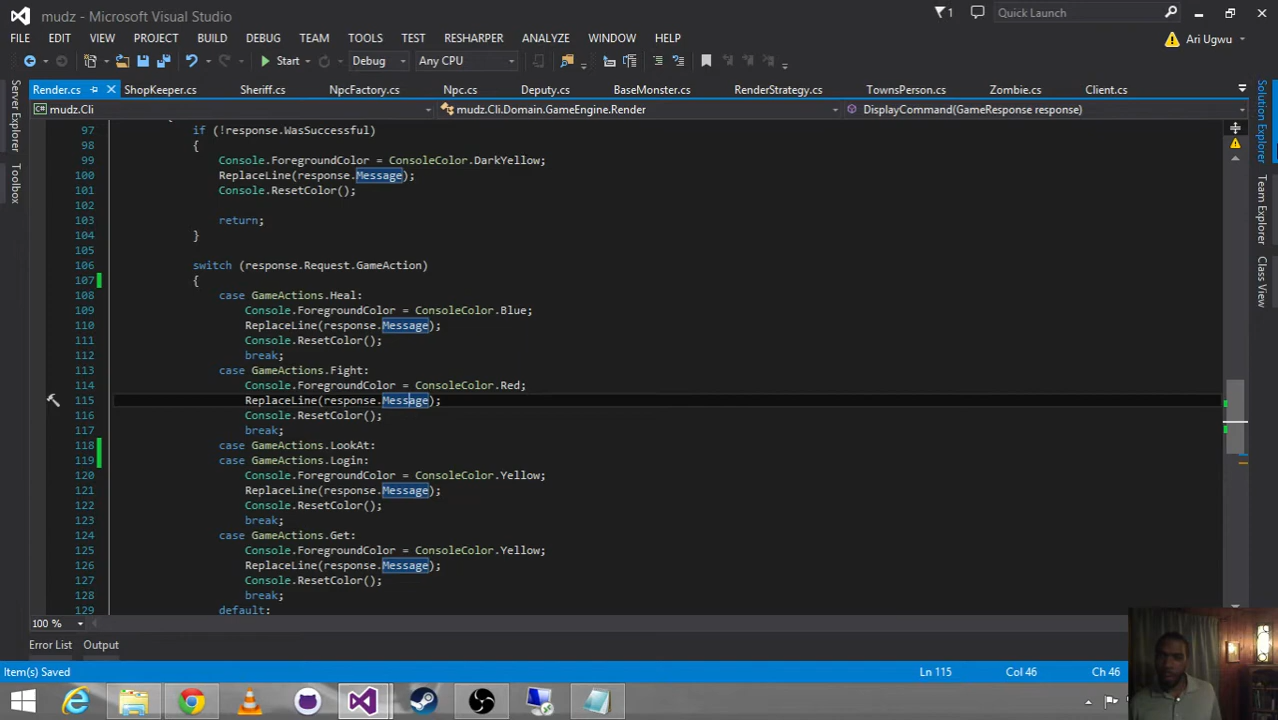 mudz - Microsoft Visual Studio
1
Quick Launch
FILE EDIT VIEW PROJECT BUILD DEBUG TEAM TOOLS TEST RESHARPER ANALYZE WINDOW HELP
Ari Ugwu
Start Debug Any CPU
Render.cs ShopKeeper.cs Sheriff.cs NpcFactory.cs Npc.cs Deputy.cs BaseMonster.cs RenderStrategy.cs TownsPerson.cs Zombie.cs Client.cs
mudz.Cli mudz.Cli.Domain.GameEngine.Render DisplayCommand(GameResponse response)
Server Explorer
Toolbox
Solution Explorer
Team Explorer
Class View
97 if (!response.WasSuccessful)
98 {
99 Console.ForegroundColor = ConsoleColor.DarkYellow;
100 ReplaceLine(response.Message);
101 Console.ResetColor();
102
103 return;
104 }
105
106 switch (response.Request.GameAction)
107 {
108 case GameActions.Heal:
109 Console.ForegroundColor = ConsoleColor.Blue;
110 ReplaceLine(response.Message);
111 Console.ResetColor();
112 break;
113 case GameActions.Fight:
114 Console.ForegroundColor = ConsoleColor.Red;
115 ReplaceLine(response.Message);
116 Console.ResetColor();
117 break;
118 case GameActions.LookAt:
119 case GameActions.Login:
120 Console.ForegroundColor = ConsoleColor.Yellow;
121 ReplaceLine(response.Message);
122 Console.ResetColor();
123 break;
124 case GameActions.Get:
125 Console.ForegroundColor = ConsoleColor.Yellow;
126 ReplaceLine(response.Message);
127 Console.ResetColor();
128 break;
129 default:
100 %
Error List Output
Item(s) Saved Ln 115 Col 46 Ch 46